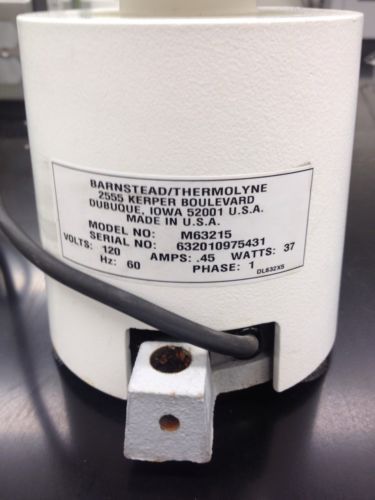 BARNSTEAD/THERMOLYNE
2555 KERPER BOULEVARD
DUBUQUE, IOWA 52001 U.S.A.
MADE IN U.S.A.
MODEL NO: M63215
SERIAL NO: 632010975431
VOLTS: 120 AMPS: .45 WATTS: 37
Hz: 60 PHASE: 1
DL632X5